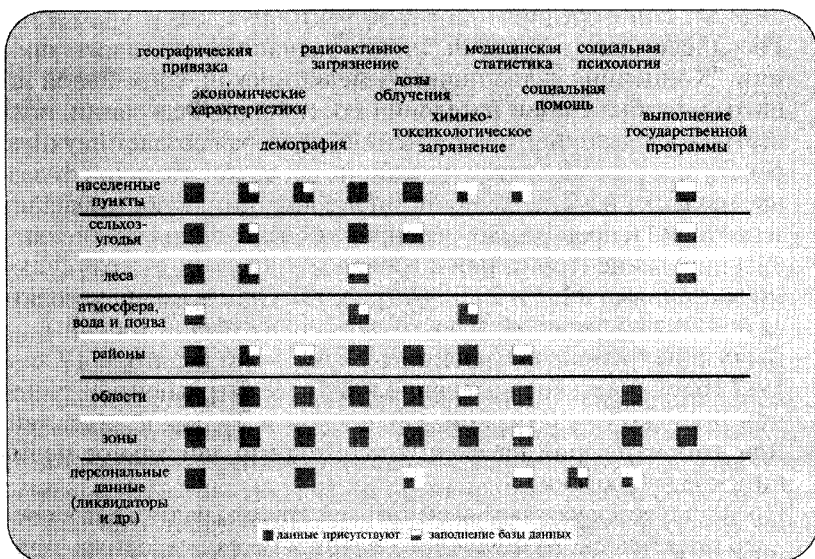 географическая
привязка
радиоактивное
загрязнение
медицинская
статистика
социальная
психология
экономические
характеристики
дозы
облучения
социальная
помощь
демография
химико-
токсикологическое
загрязнение
выполнение
государственной
программы
населенные
пункты
сельхоз-
угодья
леса
атмосфера,
вода и почва
районы
области
зоны
персональные
данные
(ликвидаторы
и др.)
данные присутствуют
заполнение базы данных